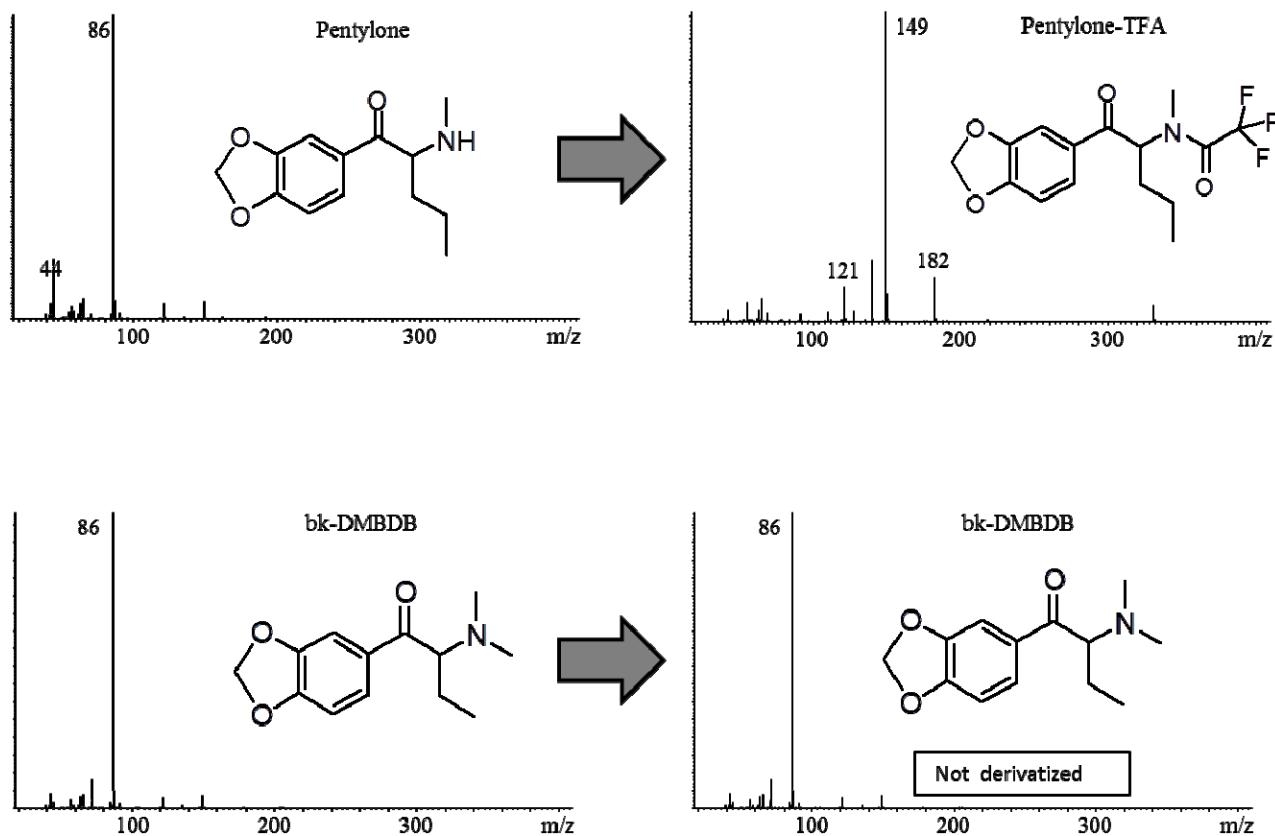 Pentylone
86
44
O
NH
O
O
100 200 300 m/z
Pentylone-TFA
149
121
182
O
N
F
F
F
O
O
O
100 200 300 m/z
bk-DMBDB
86
O
N
O
O
100 200 300 m/z
bk-DMBDB
86
O
N
O
O
Not derivatized
100 200 300 m/z